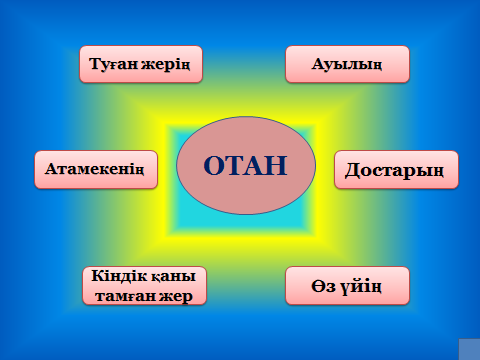 Туған жерің
Ауылың
Атамекенің
ОТАН
Достарың
Кіндік қаны
тамған жер
Өз үйің